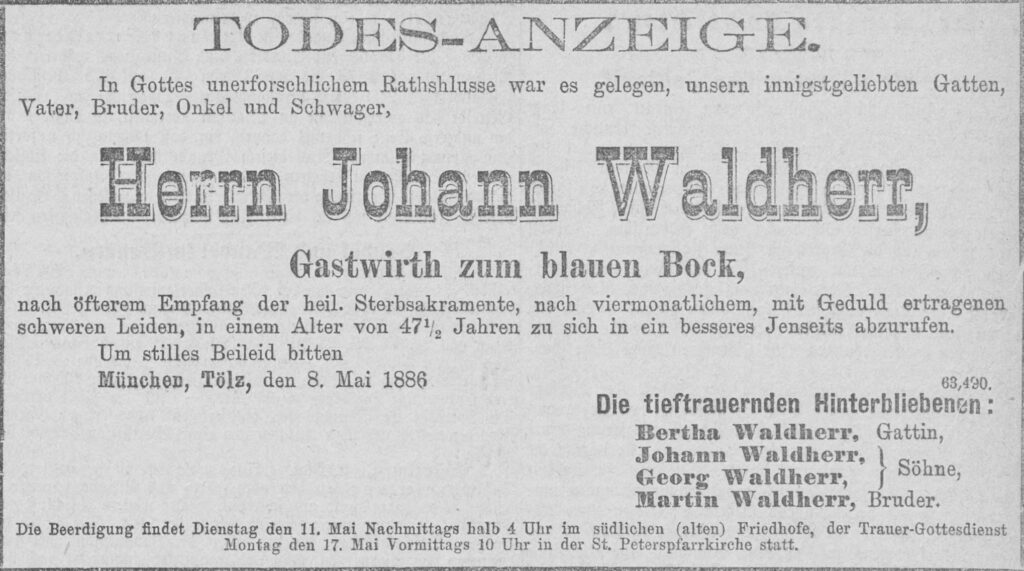 TODES-ANZEIGE.
In Gottes unerforschlichem Rathshlusse war es gelegen, unsern innigstgeliebten Gatten,
Vater, Bruder, Onkel und Schwager,
Herrn Johann Waldherr,
Gastwirth zum blauen Bock,
nach öfterem Empfang der heil. Sterbsakramente, nach viermonatlichem, mit Geduld ertragenen
schweren Leiden, in einem Alter von 47½ Jahren zu sich in ein besseres Jenseits abzurufen.
Um stilles Beileid bitten
München, Tölz, den 8. Mai 1886
63,490.
Die tieftrauernden Hinterbliebenen:
Bertha Waldherr, Gattin,
Johann Waldherr,
Georg Waldherr, } Söhne,
Martin Waldherr, Bruder.
Die Beerdigung findet Dienstag den 11. Mai Nachmittags halb 4 Uhr im südlichen (alten) Friedhofe, der Trauer-Gottesdienst
Montag den 17. Mai Vormittags 10 Uhr in der St. Peterspfarrkirche statt.